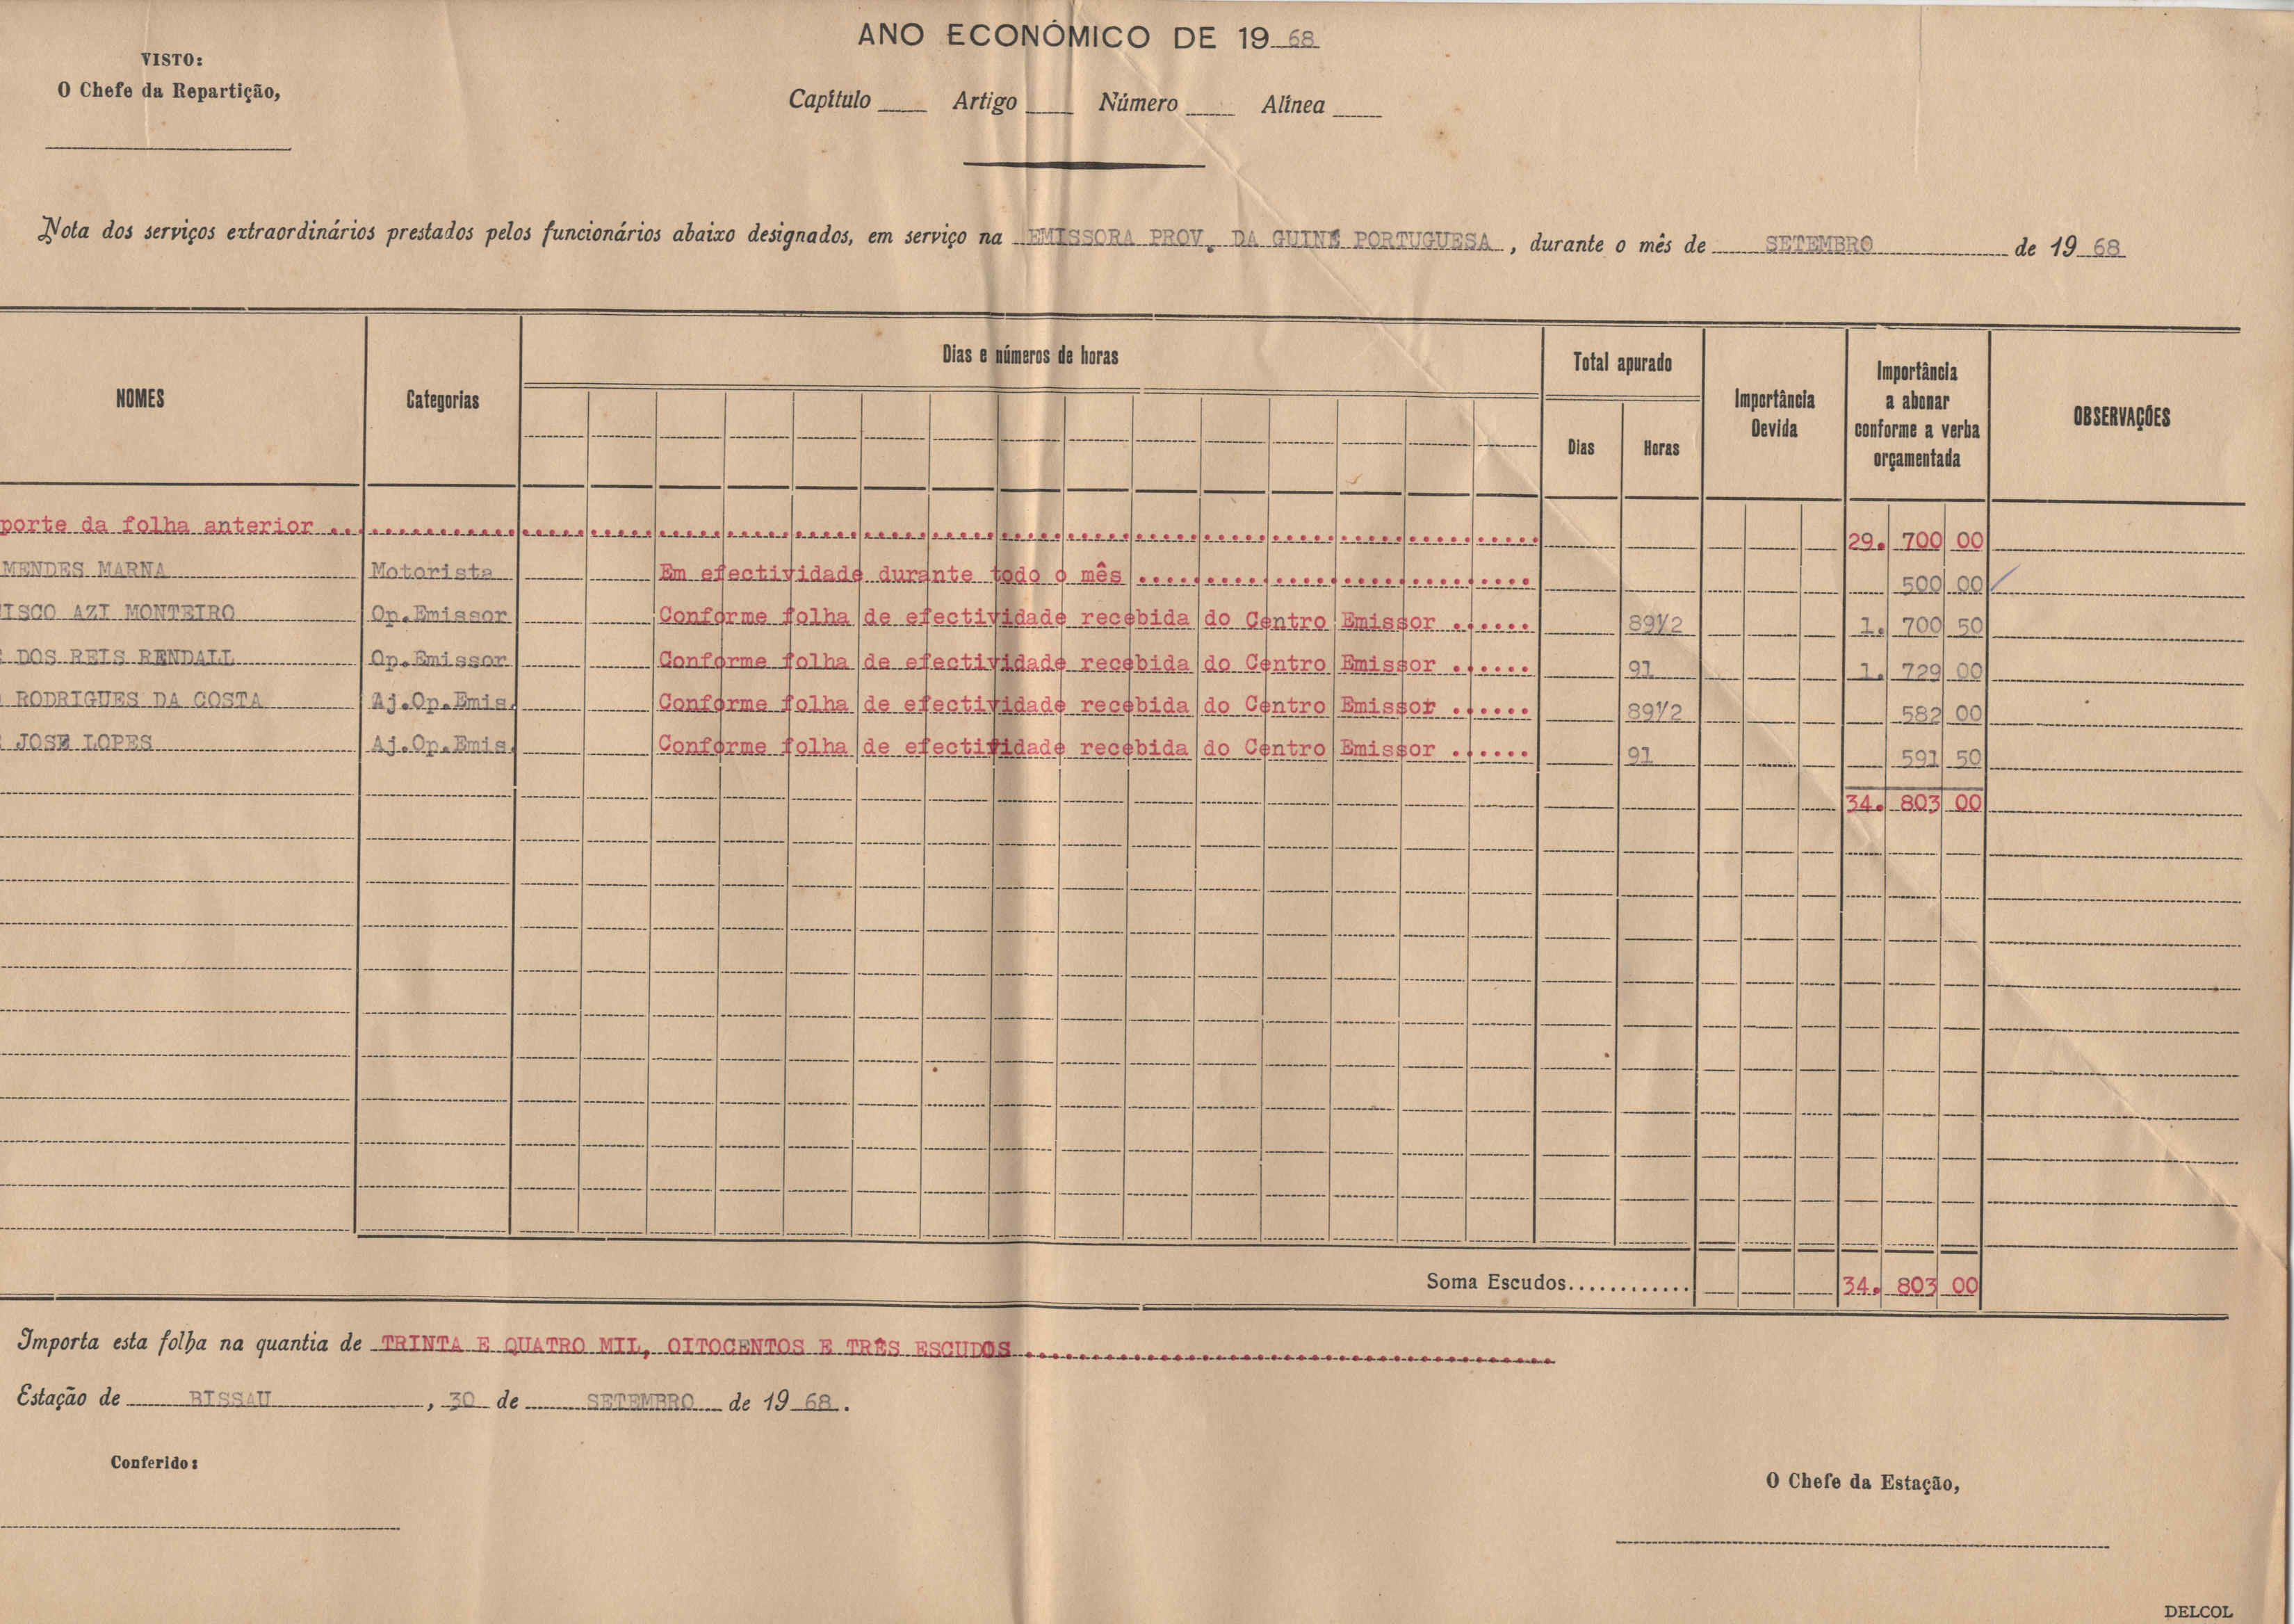 ANO ECONÓMICO DE 19 68
VISTO:
O Chefe da Repartição,
Capítulo Artigo Número Alínea
Nota dos serviços extraordinários prestados pelos funcionários abaixo designados, em serviço na EMISSORA PROV. DA GUINÉ PORTUGUESA, durante o mês de SETEMBRO de 19 68
NOMES Categorias Dias e números de horas Total apurado Dias Horas Importância Devida Importância a abonar conforme a verba orçamentada OBSERVAÇÕES
porte da folha anterior ... 29. 700 00
MENDES MARNA Motorista Em efectividade durante todo o mês ... 500 00
ISCO AZI MONTEIRO Op.Emissor Conforme folha de efectividade recebida do Centro Emissor ...... 89 1/2 1. 700 50
DOS REIS RENDALL Op.Emissor Conforme folha de efectividade recebida do Centro Emissor ...... 91 1. 729 00
RODRIGUES DA COSTA Aj.Op.Emis. Conforme folha de efectividade recebida do Centro Emissor ...... 89 1/2 582 00
JOSE LOPES Aj.Op.Emis. Conforme folha de efectividade recebida do Centro Emissor ...... 91 591 50
34. 803 00
Soma Escudos............ 34. 803 00
Importa esta folha na quantia de TRINTA E QUATRO MIL, OITOCENTOS E TRÊS ESCUDOS ...
Estação de BISSAU, 30 de SETEMBRO de 19 68.
Conferido:
O Chefe da Estação,
DELCOL